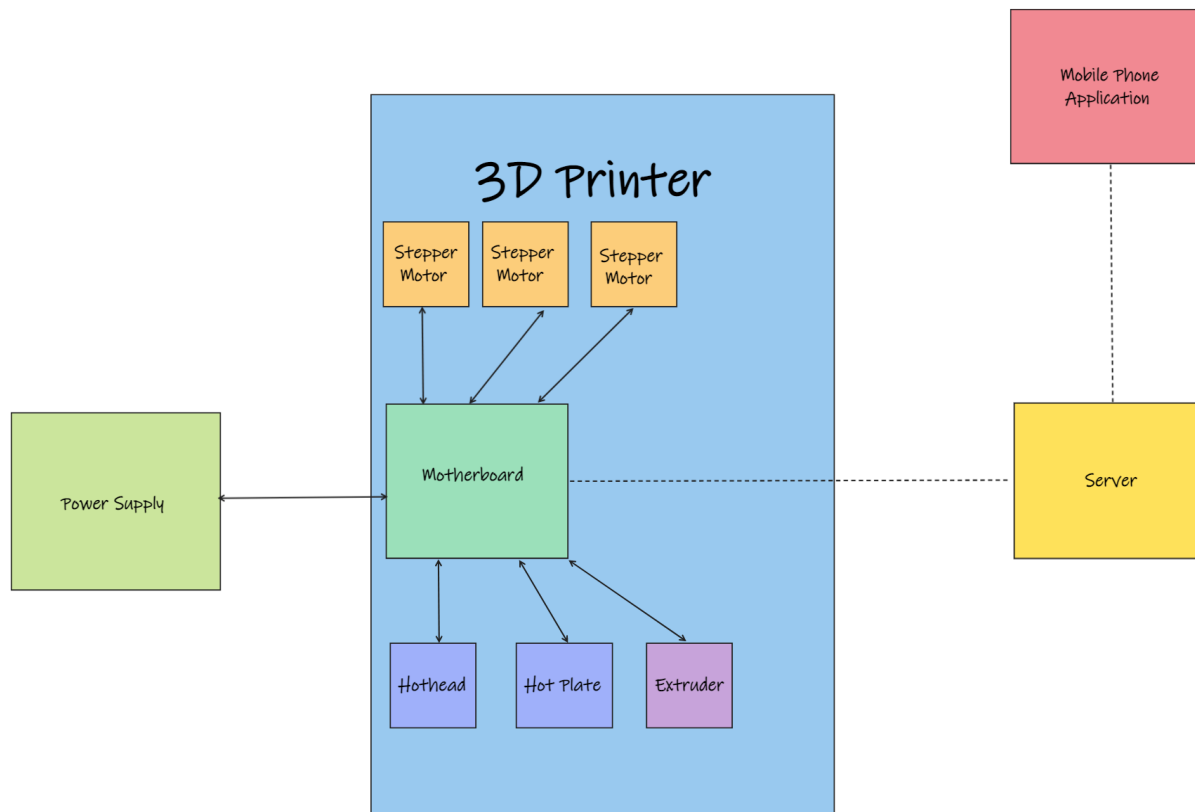 Mobile Phone
Application
3D Printer
Stepper
Motor
Stepper
Motor
Stepper
Motor
Motherboard
Server
Power Supply
Hothead
Hot Plate
Extruder